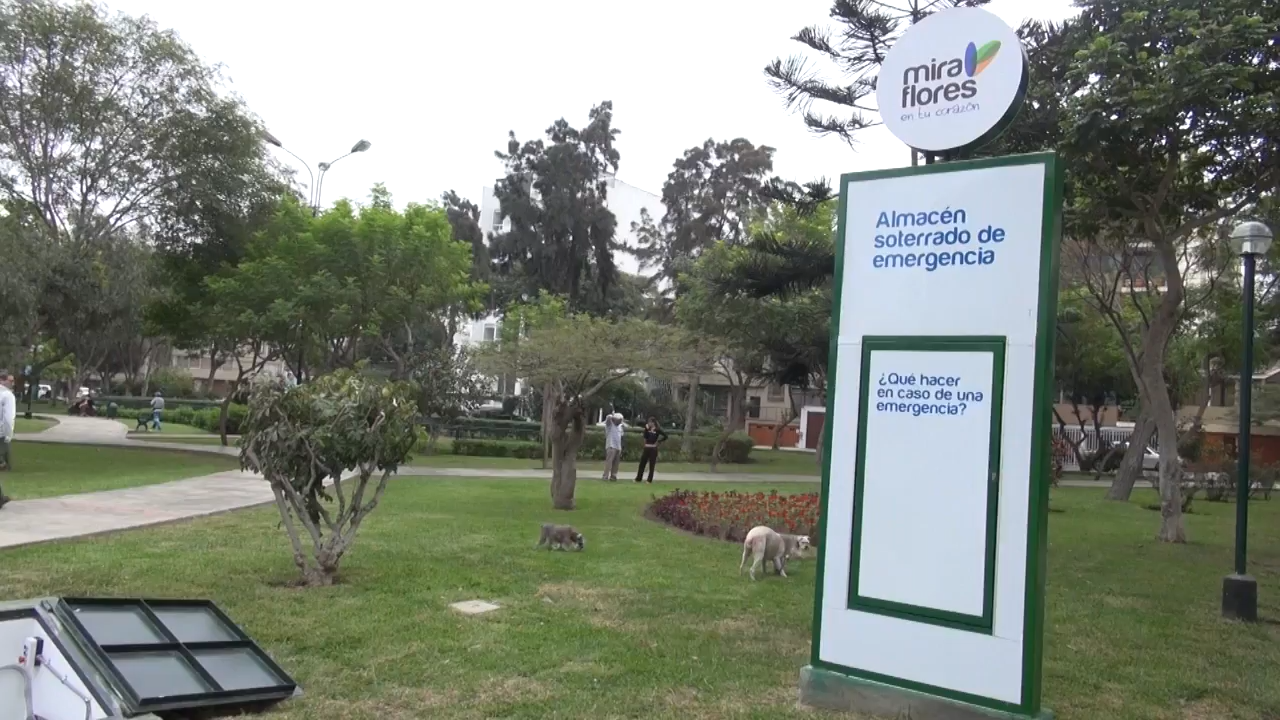 mira
flores
en tu corazón
Almacén
soterrado de
emergencia
¿Qué hacer
en caso de una
emergencia?